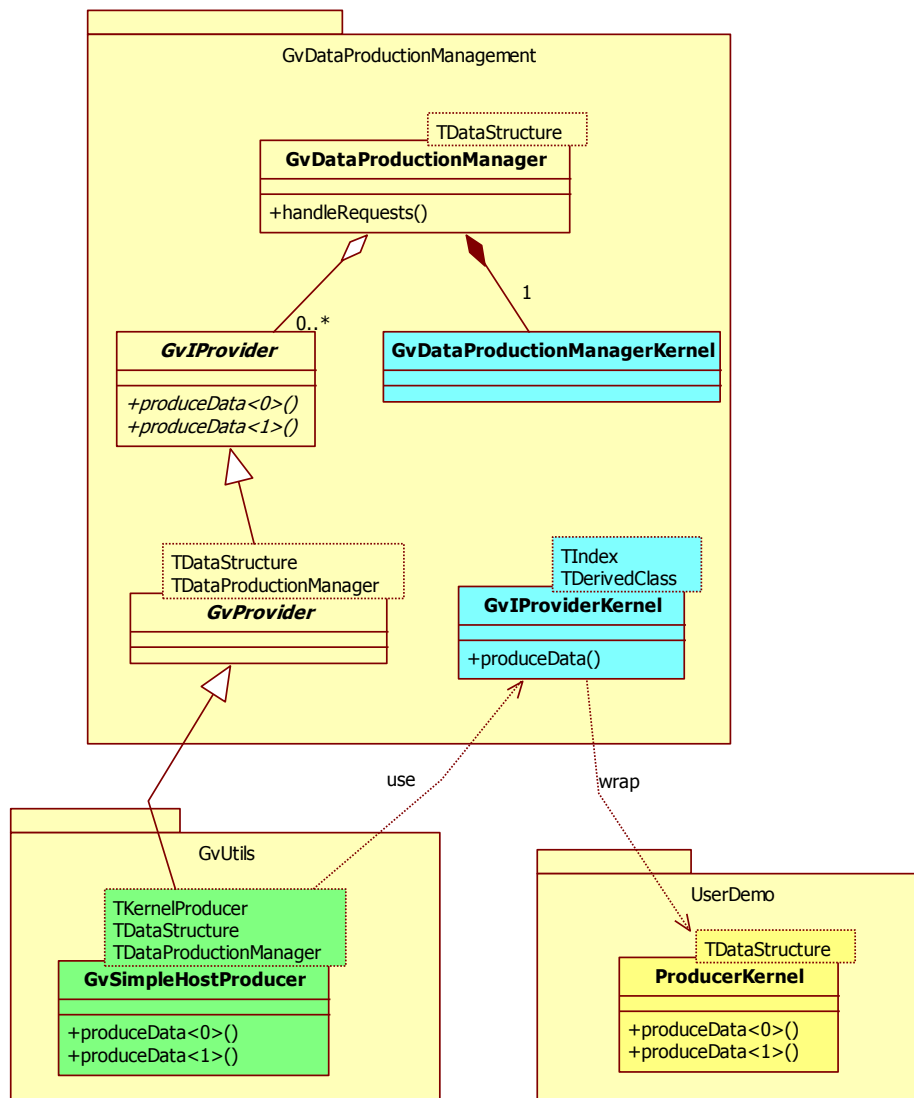 GvDataProductionManagement
TDataStructure
GvDataProductionManager
+handleRequests()
1
0..*
GvIProvider
+produceData<0>()
+produceData<1>()
GvDataProductionManagerKernel
TDataStructure
TDataProductionManager
GvProvider
TIndex
TDerivedClass
GvIProviderKernel
+produceData()
use
wrap
GvUtils
TKernelProducer
TDataStructure
TDataProductionManager
GvSimpleHostProducer
+produceData<0>()
+produceData<1>()
UserDemo
TDataStructure
ProducerKernel
+produceData<0>()
+produceData<1>()